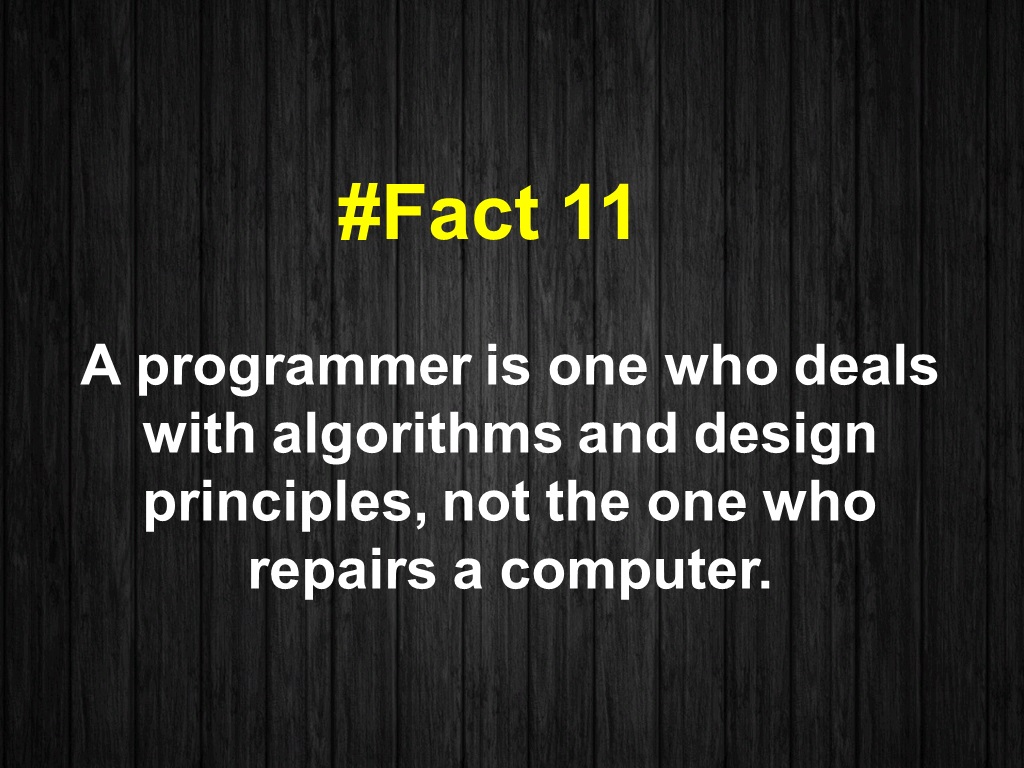 #Fact 11
A programmer is one who deals
with algorithms and design
principles, not the one who
repairs a computer.